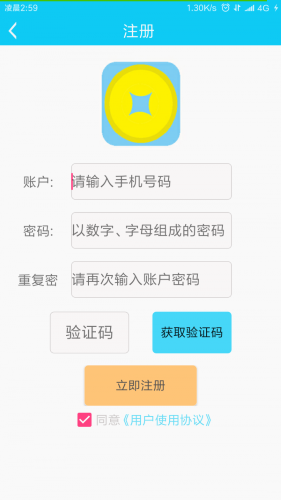 凌晨2:59 1.30K/s 4G
注册
账户: 请输入手机号码
密码: 以数字、字母组成的密码
重复密 请再次输入账户密码
验证码 获取验证码
立即注册
同意《用户使用协议》